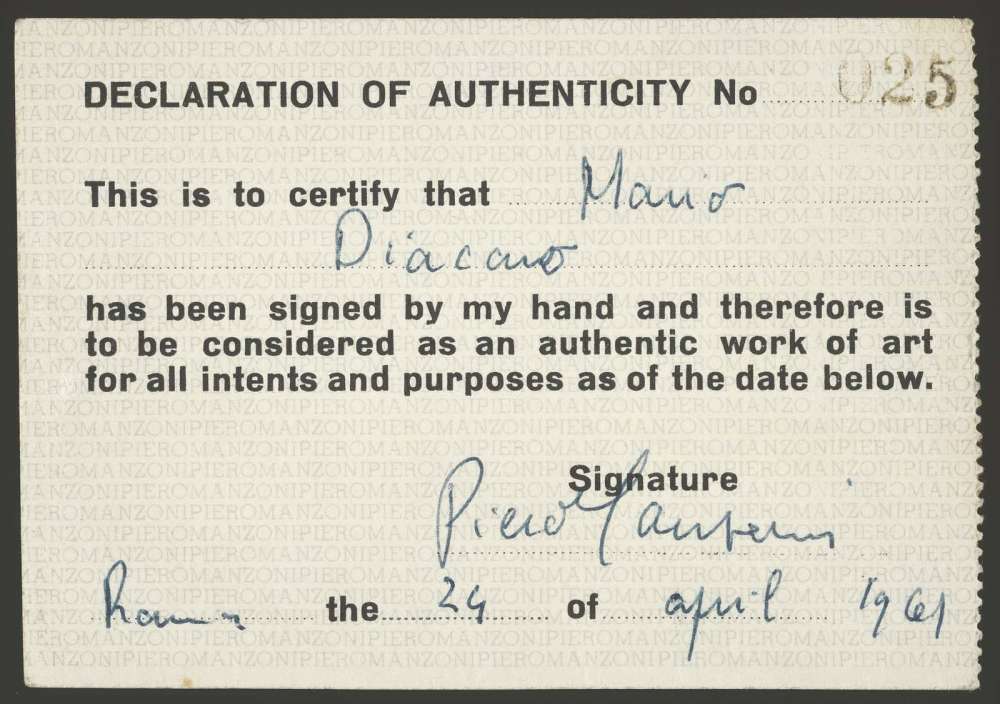 DECLARATION OF AUTHENTICITY No 025
This is to certify that Mario
Diacono
has been signed by my hand and therefore is
to be considered as an authentic work of art
for all intents and purposes as of the date below.
Signature
Piero Manzoni
Roma the 24 of april 1961